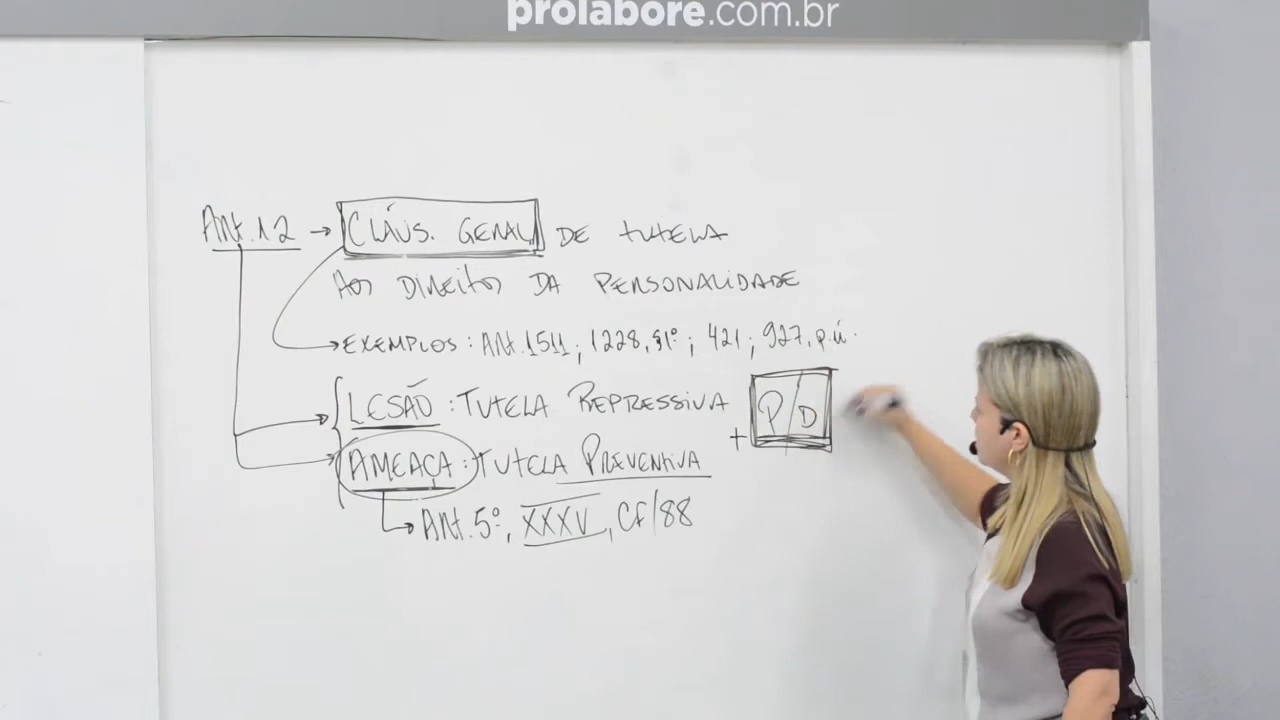 prolabore.com.br
Art.12 → CLÁUS. GERAL DE TUTELA
AOS DIREITOS DA PERSONALIDADE
EXEMPLOS: Art.1511; 1228,§1º; 421; 927, p.ú.
LESÃO: TUTELA REPRESSIVA
+ P/D
AMEAÇA: TUTELA PREVENTIVA
Art.5º, XXXV, CF/88